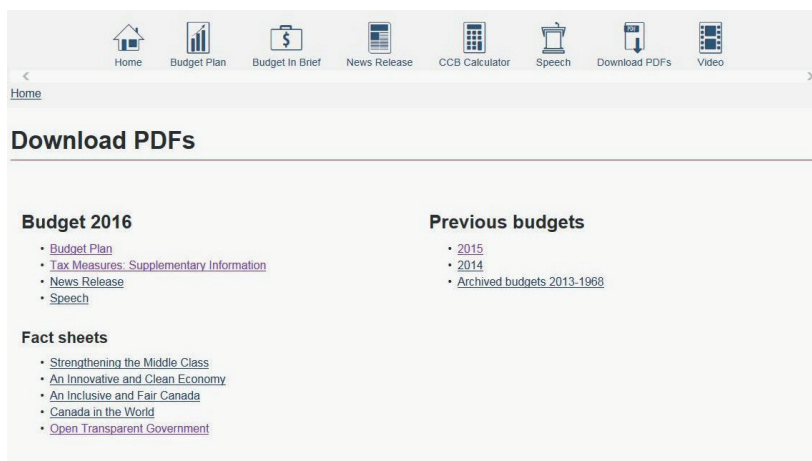 PDF
Home
Budget Plan
$
Budget In Brief
News Release
CCB Calculator
Speech
Download PDFs
Video
Home
Download PDFs
Budget 2016
• Budget Plan
• Tax Measures: Supplementary Information
• News Release
• Speech
Fact sheets
• Strengthening the Middle Class
• An Innovative and Clean Economy
• An Inclusive and Fair Canada
• Canada in the World
• Open Transparent Government
Previous budgets
• 2015
• 2014
• Archived budgets 2013-1968